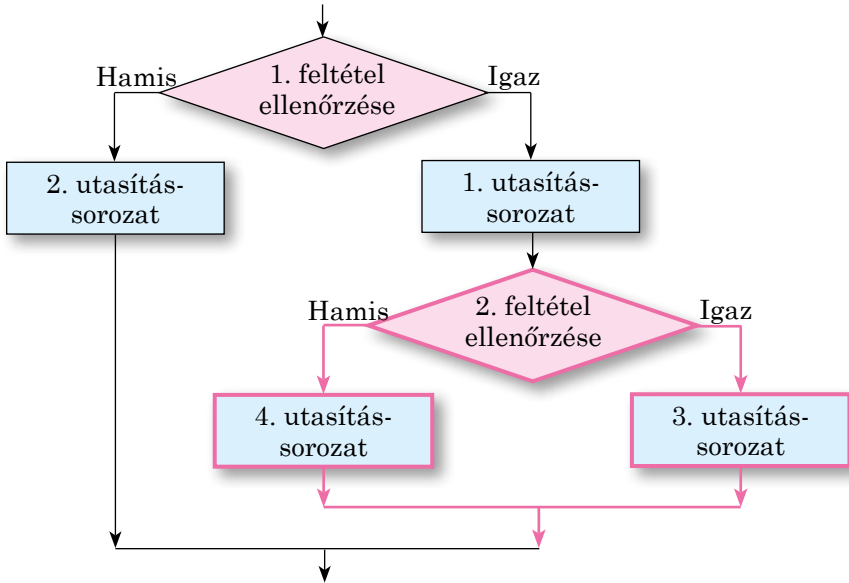 Hamis
1. feltétel
ellenőrzése
Igaz
2. utasítás-
sorozat
1. utasítás-
sorozat
Hamis
2. feltétel
ellenőrzése
Igaz
4. utasítás-
sorozat
3. utasítás-
sorozat